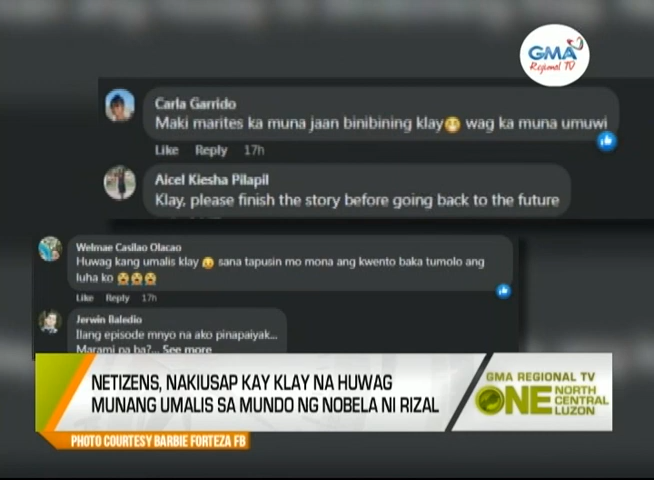 GMA
Regional TV
Carla Garrido
Maki marites ka muna jaan binibining klay😬 wag ka muna umuwi
Like Reply 17h
Aicel Kiesha Pilapil
Klay, please finish the story before going back to the future
Welmae Casilao Olacao
Huwag kang umalis klay 😬 sana tapusin mo mona ang kwento baka tumolo ang
luha ko 😭😭😭
Like Reply 17h
Jerwin Baledio
Ilang episode mnyo na ako pinapaiyak...
Marami pa ba?... See more
NETIZENS, NAKIUSAP KAY KLAY NA HUWAG
MUNANG UMALIS SA MUNDO NG NOBELA NI RIZAL
GMA REGIONAL TV
ONE NORTH
CENTRAL
LUZON
PHOTO COURTESY BARBIE FORTEZA FB